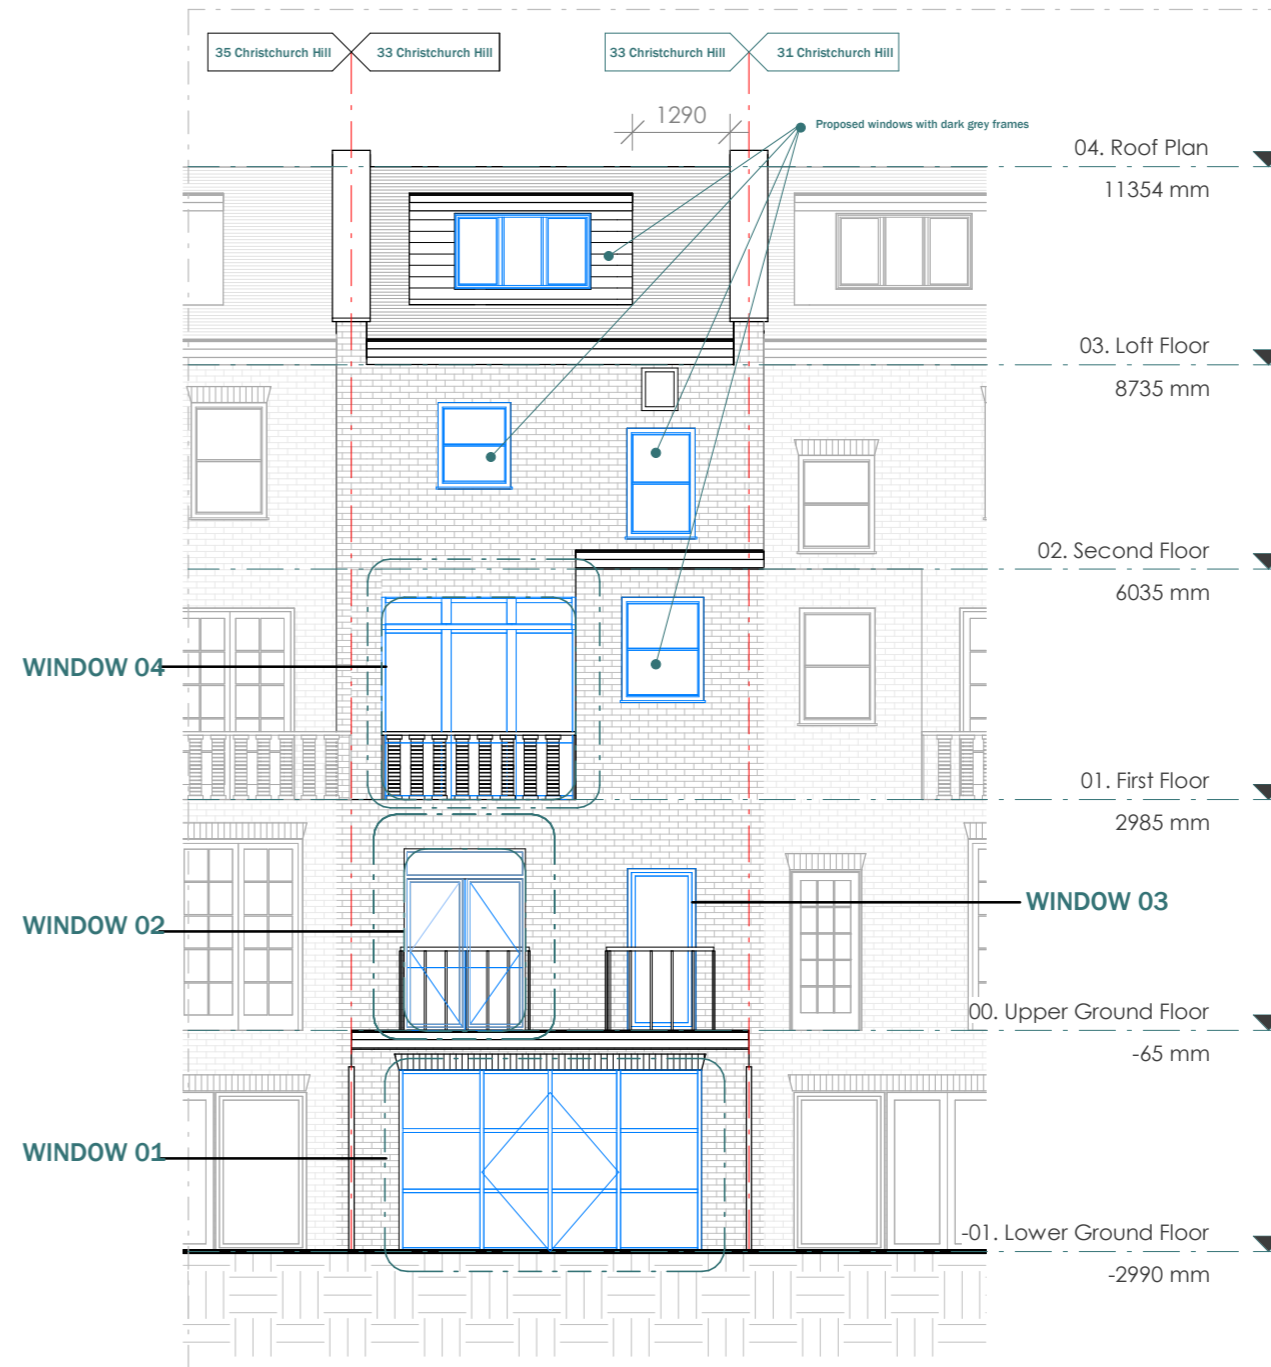 35 Christchurch Hill
33 Christchurch Hill
33 Christchurch Hill
31 Christchurch Hill
1290
Proposed windows with dark grey frames
04. Roof Plan
11354 mm
03. Loft Floor
8735 mm
02. Second Floor
6035 mm
WINDOW 04
01. First Floor
2985 mm
WINDOW 03
WINDOW 02
00. Upper Ground Floor
-65 mm
WINDOW 01
-01. Lower Ground Floor
-2990 mm